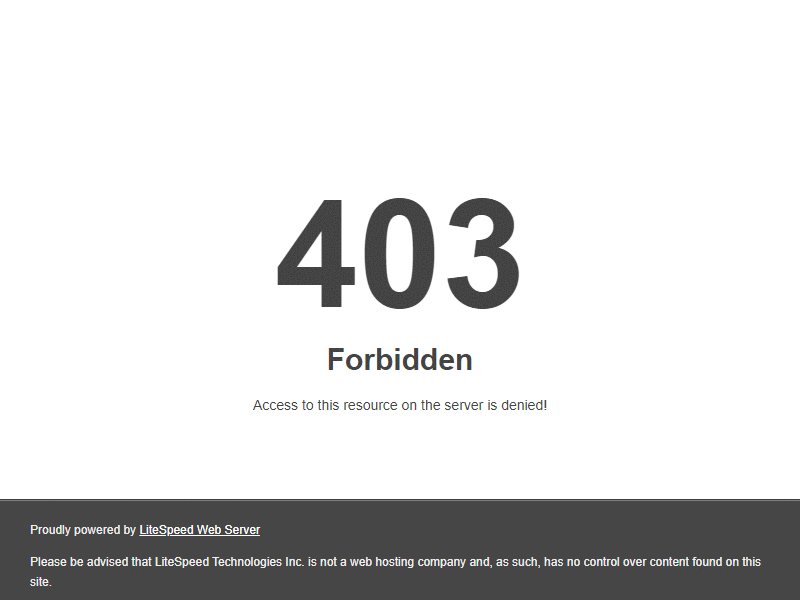 403
Forbidden
Access to this resource on the server is denied!
Proudly powered by LiteSpeed Web Server
Please be advised that LiteSpeed Technologies Inc. is not a web hosting company and, as such, has no control over content found on this
site.